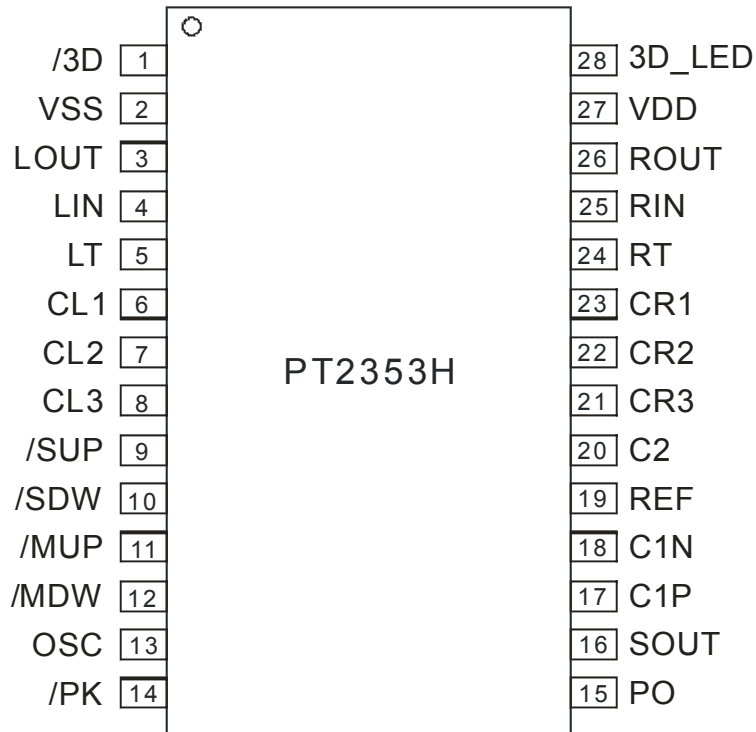 /3D 1 28 3D_LED
VSS 2 27 VDD
LOUT 3 26 ROUT
LIN 4 25 RIN
LT 5 24 RT
CL1 6 23 CR1
CL2 7 22 CR2
PT2353H
CL3 8 21 CR3
/SUP 9 20 C2
/SDW 10 19 REF
/MUP 11 18 C1N
/MDW 12 17 C1P
OSC 13 16 SOUT
/PK 14 15 PO